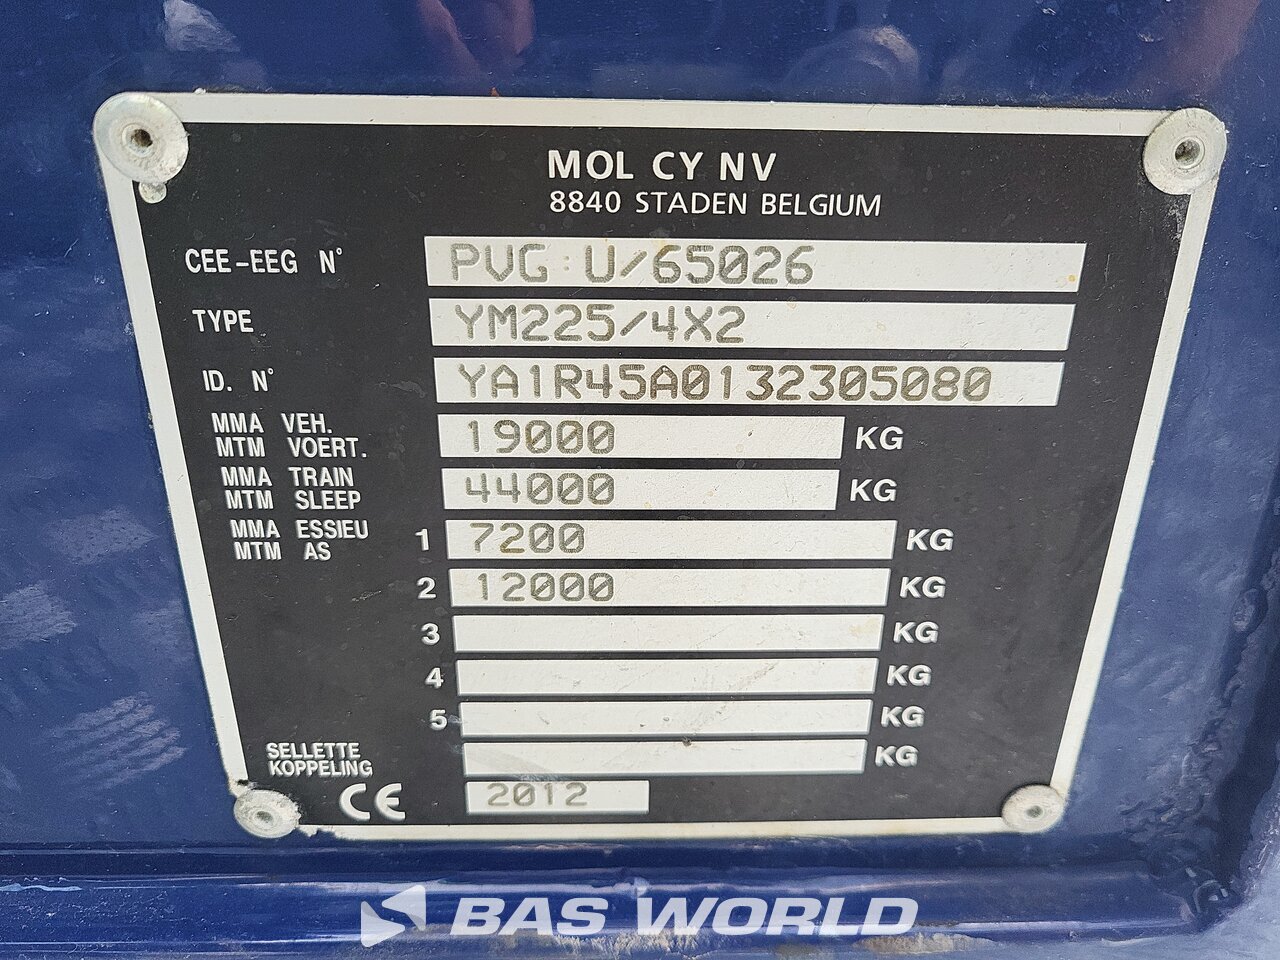 MOL CY NV
8840 STADEN BELGIUM
CEE-EEG N° PVG:U/65026
TYPE YM225/4X2
ID. N° YA1R45A0132305080
MMA VEH.
MTM VOERT. 19000 KG
MMA TRAIN
MTM SLEEP 44000 KG
MMA ESSIEU
MTM AS 1 7200 KG
2 12000 KG
3 KG
4 KG
5 KG
SELLETTE
KOPPELING KG
CE 2012
BAS WORLD